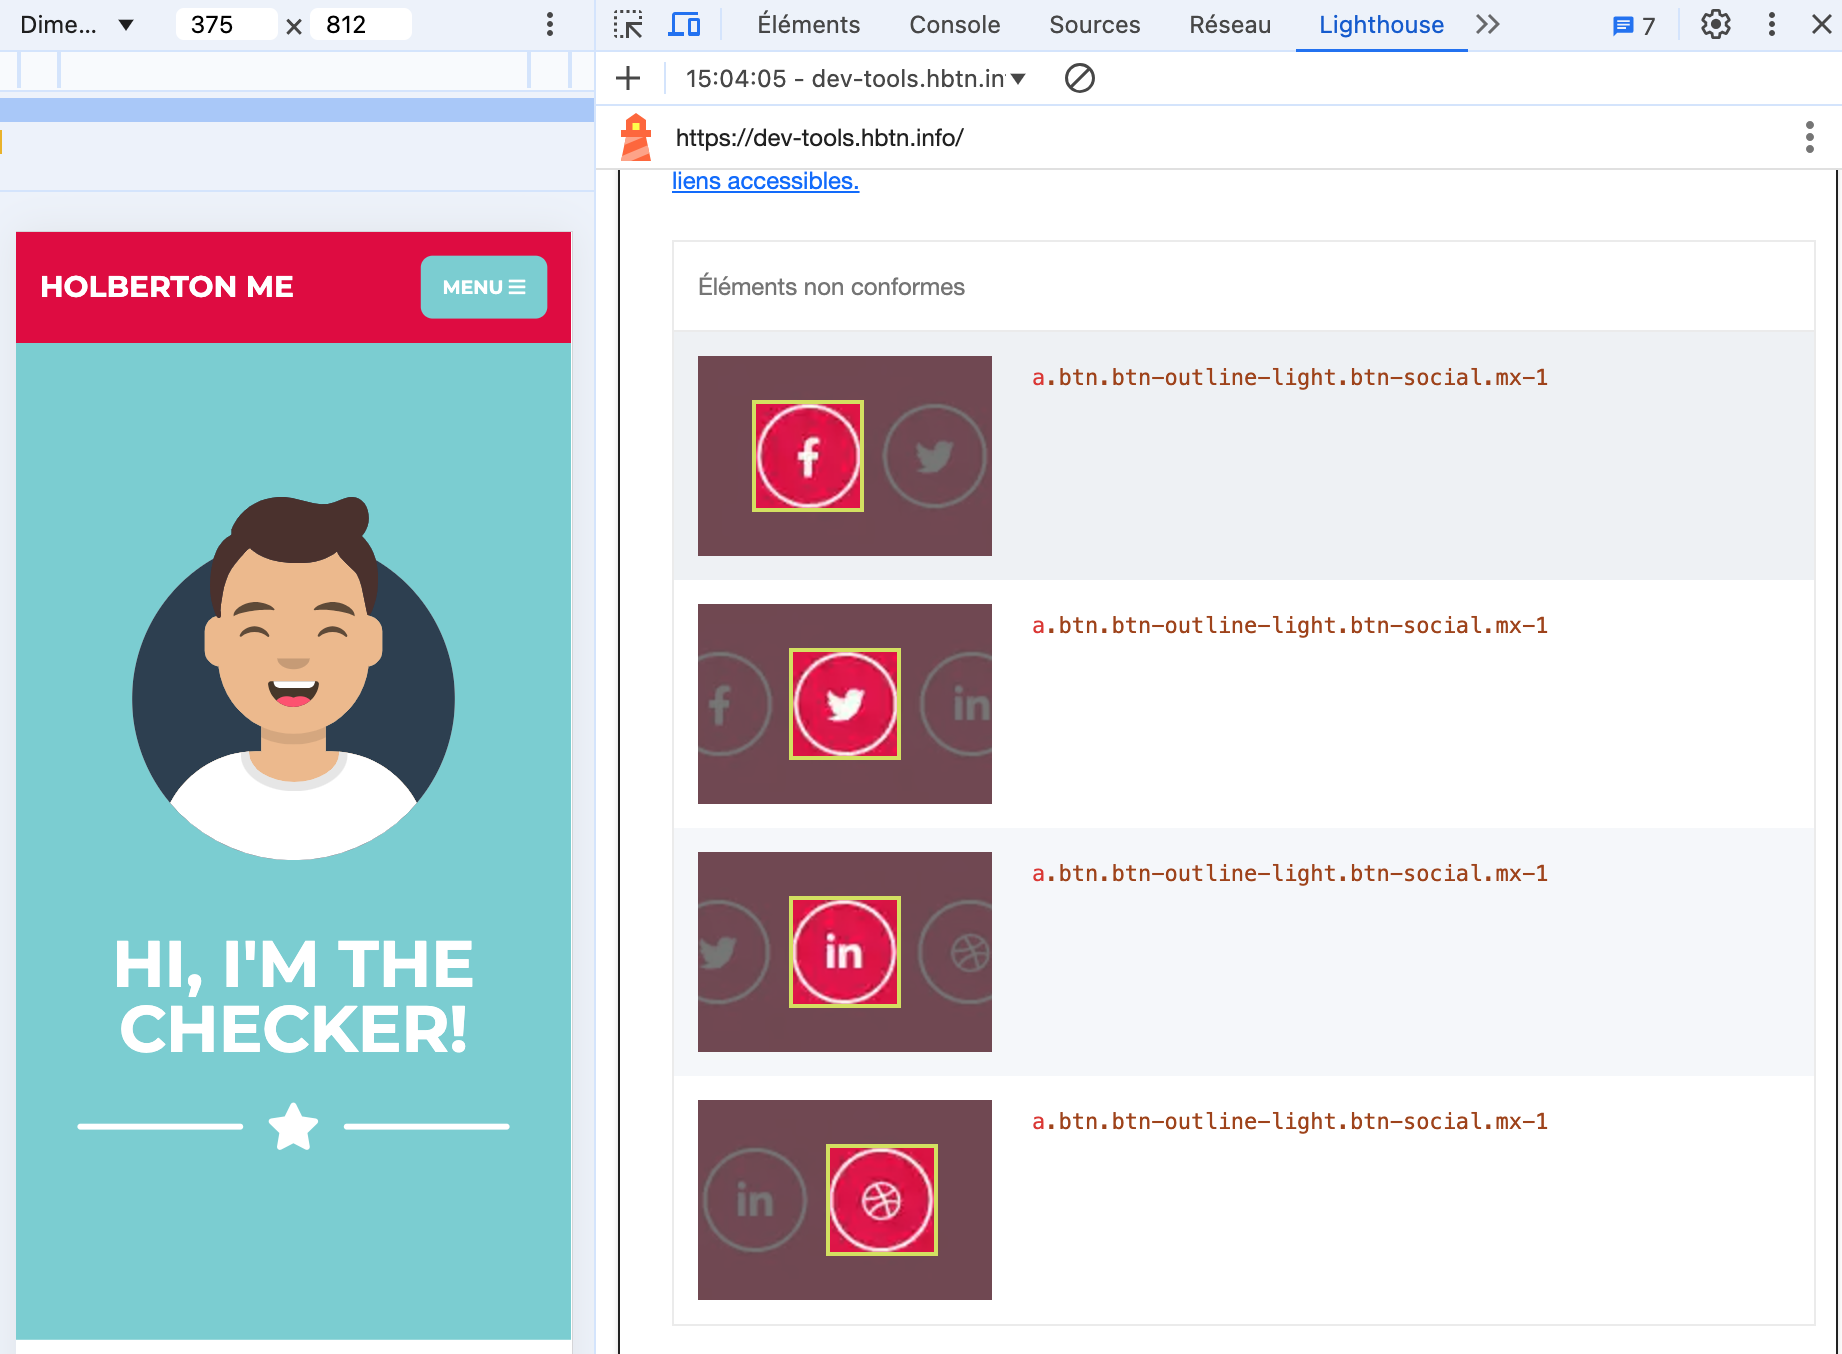 Dime... 375 × 812
Éléments Console Sources Réseau Lighthouse 7
15:04:05 - dev-tools.hbtn.in
https://dev-tools.hbtn.info/
liens accessibles.
HOLBERTON ME
MENU
HI, I'M THE
CHECKER!
Éléments non conformes
a.btn.btn-outline-light.btn-social.mx-1
a.btn.btn-outline-light.btn-social.mx-1
a.btn.btn-outline-light.btn-social.mx-1
a.btn.btn-outline-light.btn-social.mx-1